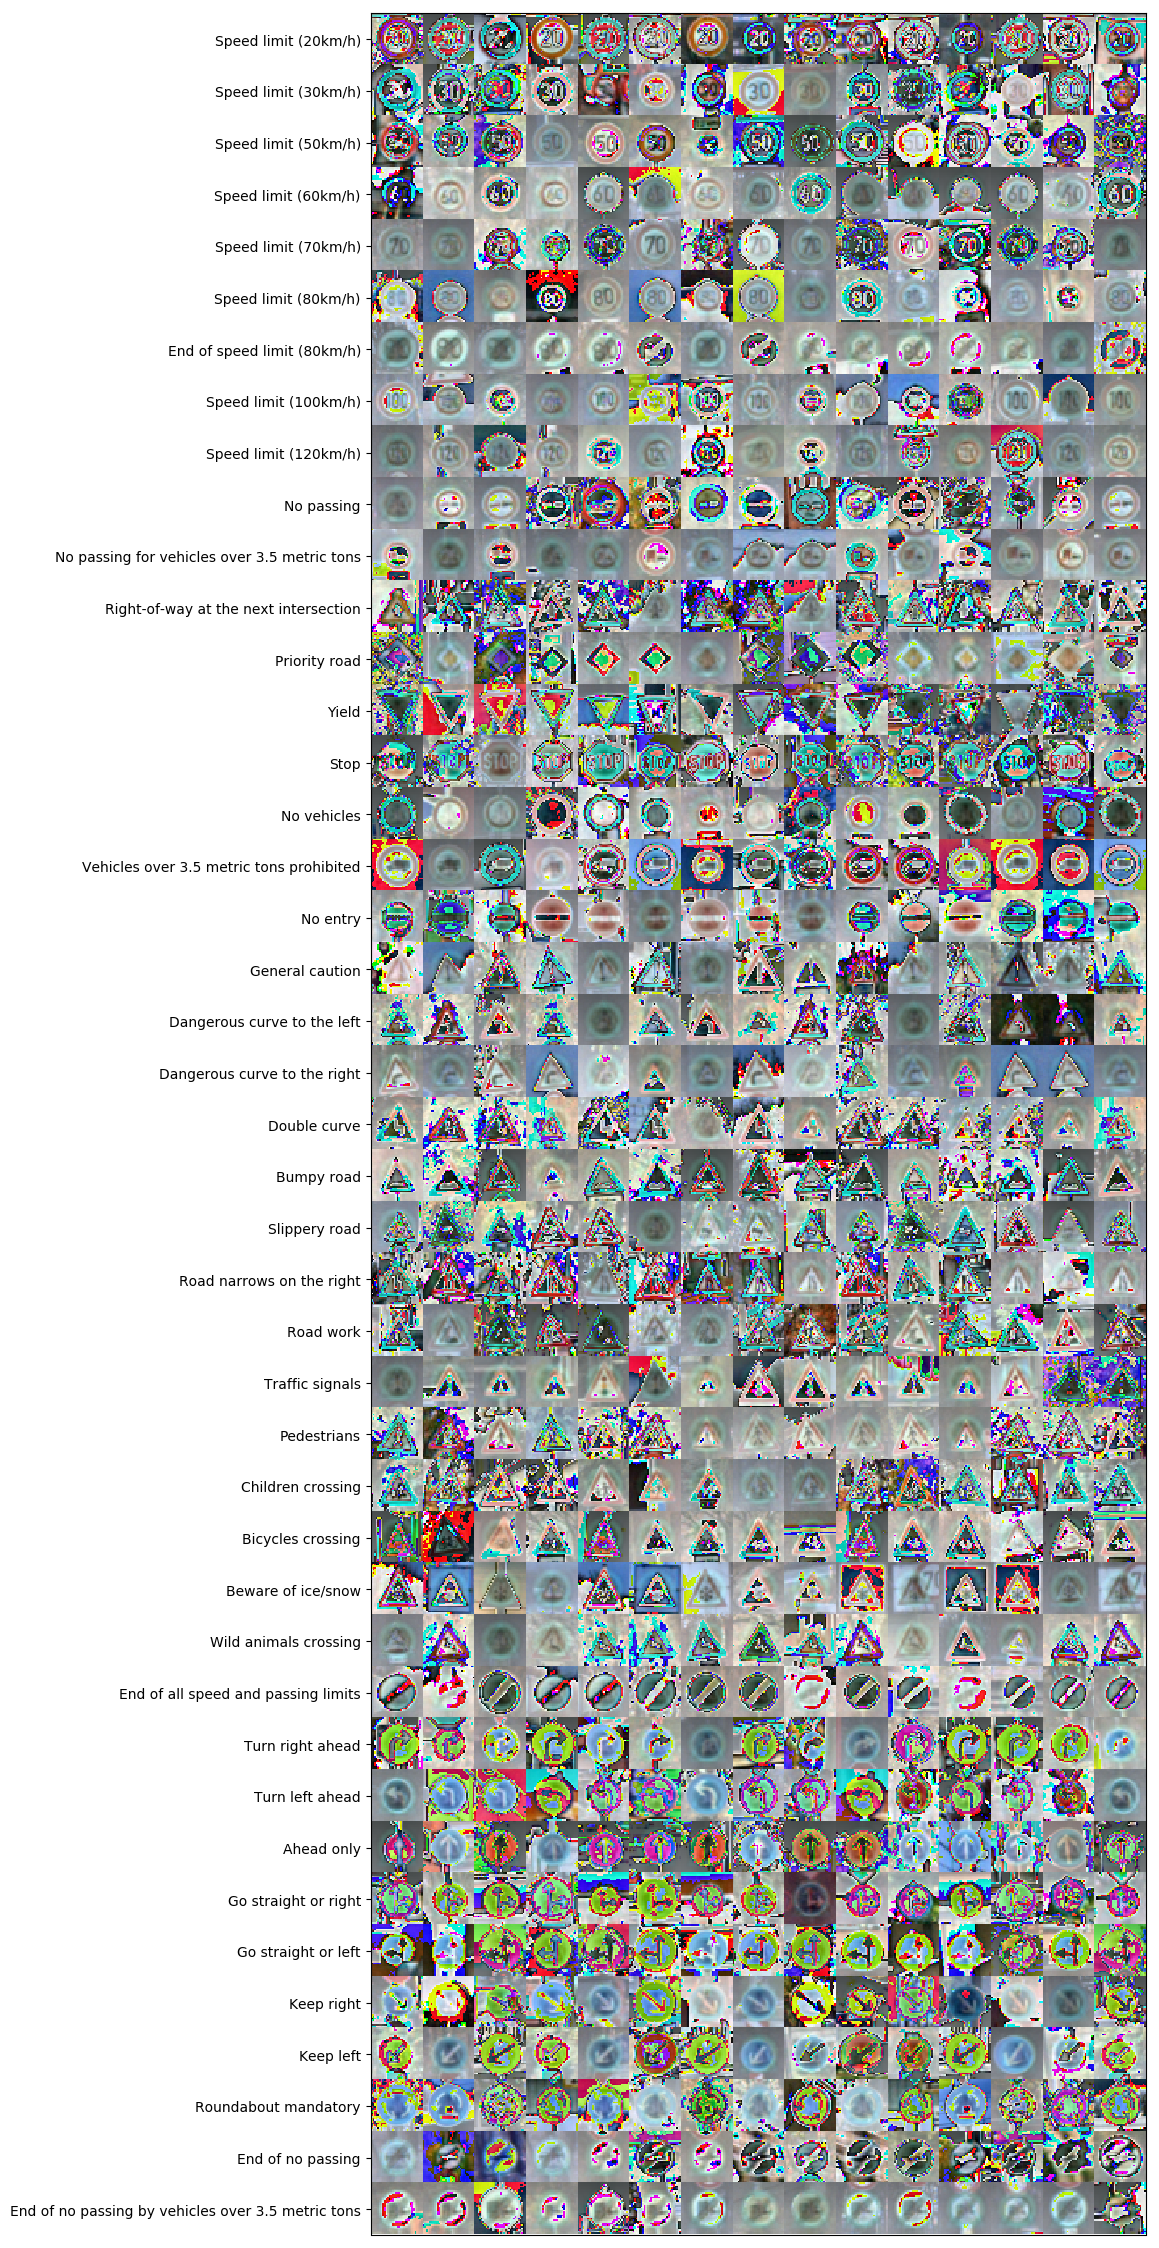 Speed limit (20km/h)
Speed limit (30km/h)
Speed limit (50km/h)
Speed limit (60km/h)
Speed limit (70km/h)
Speed limit (80km/h)
End of speed limit (80km/h)
Speed limit (100km/h)
Speed limit (120km/h)
No passing
No passing for vehicles over 3.5 metric tons
Right-of-way at the next intersection
Priority road
Yield
Stop
No vehicles
Vehicles over 3.5 metric tons prohibited
No entry
General caution
Dangerous curve to the left
Dangerous curve to the right
Double curve
Bumpy road
Slippery road
Road narrows on the right
Road work
Traffic signals
Pedestrians
Children crossing
Bicycles crossing
Beware of ice/snow
Wild animals crossing
End of all speed and passing limits
Turn right ahead
Turn left ahead
Ahead only
Go straight or right
Go straight or left
Keep right
Keep left
Roundabout mandatory
End of no passing
End of no passing by vehicles over 3.5 metric tons